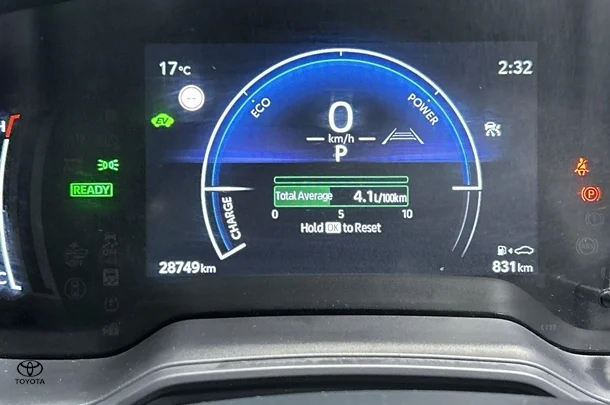 17°C
2:32
ECO
POWER
EV
0
km/h
P
READY
H
Total Average 4.1L/100km
0 5 10
CHARGE
Hold OK to Reset
28749km
831km
C
TOYOTA